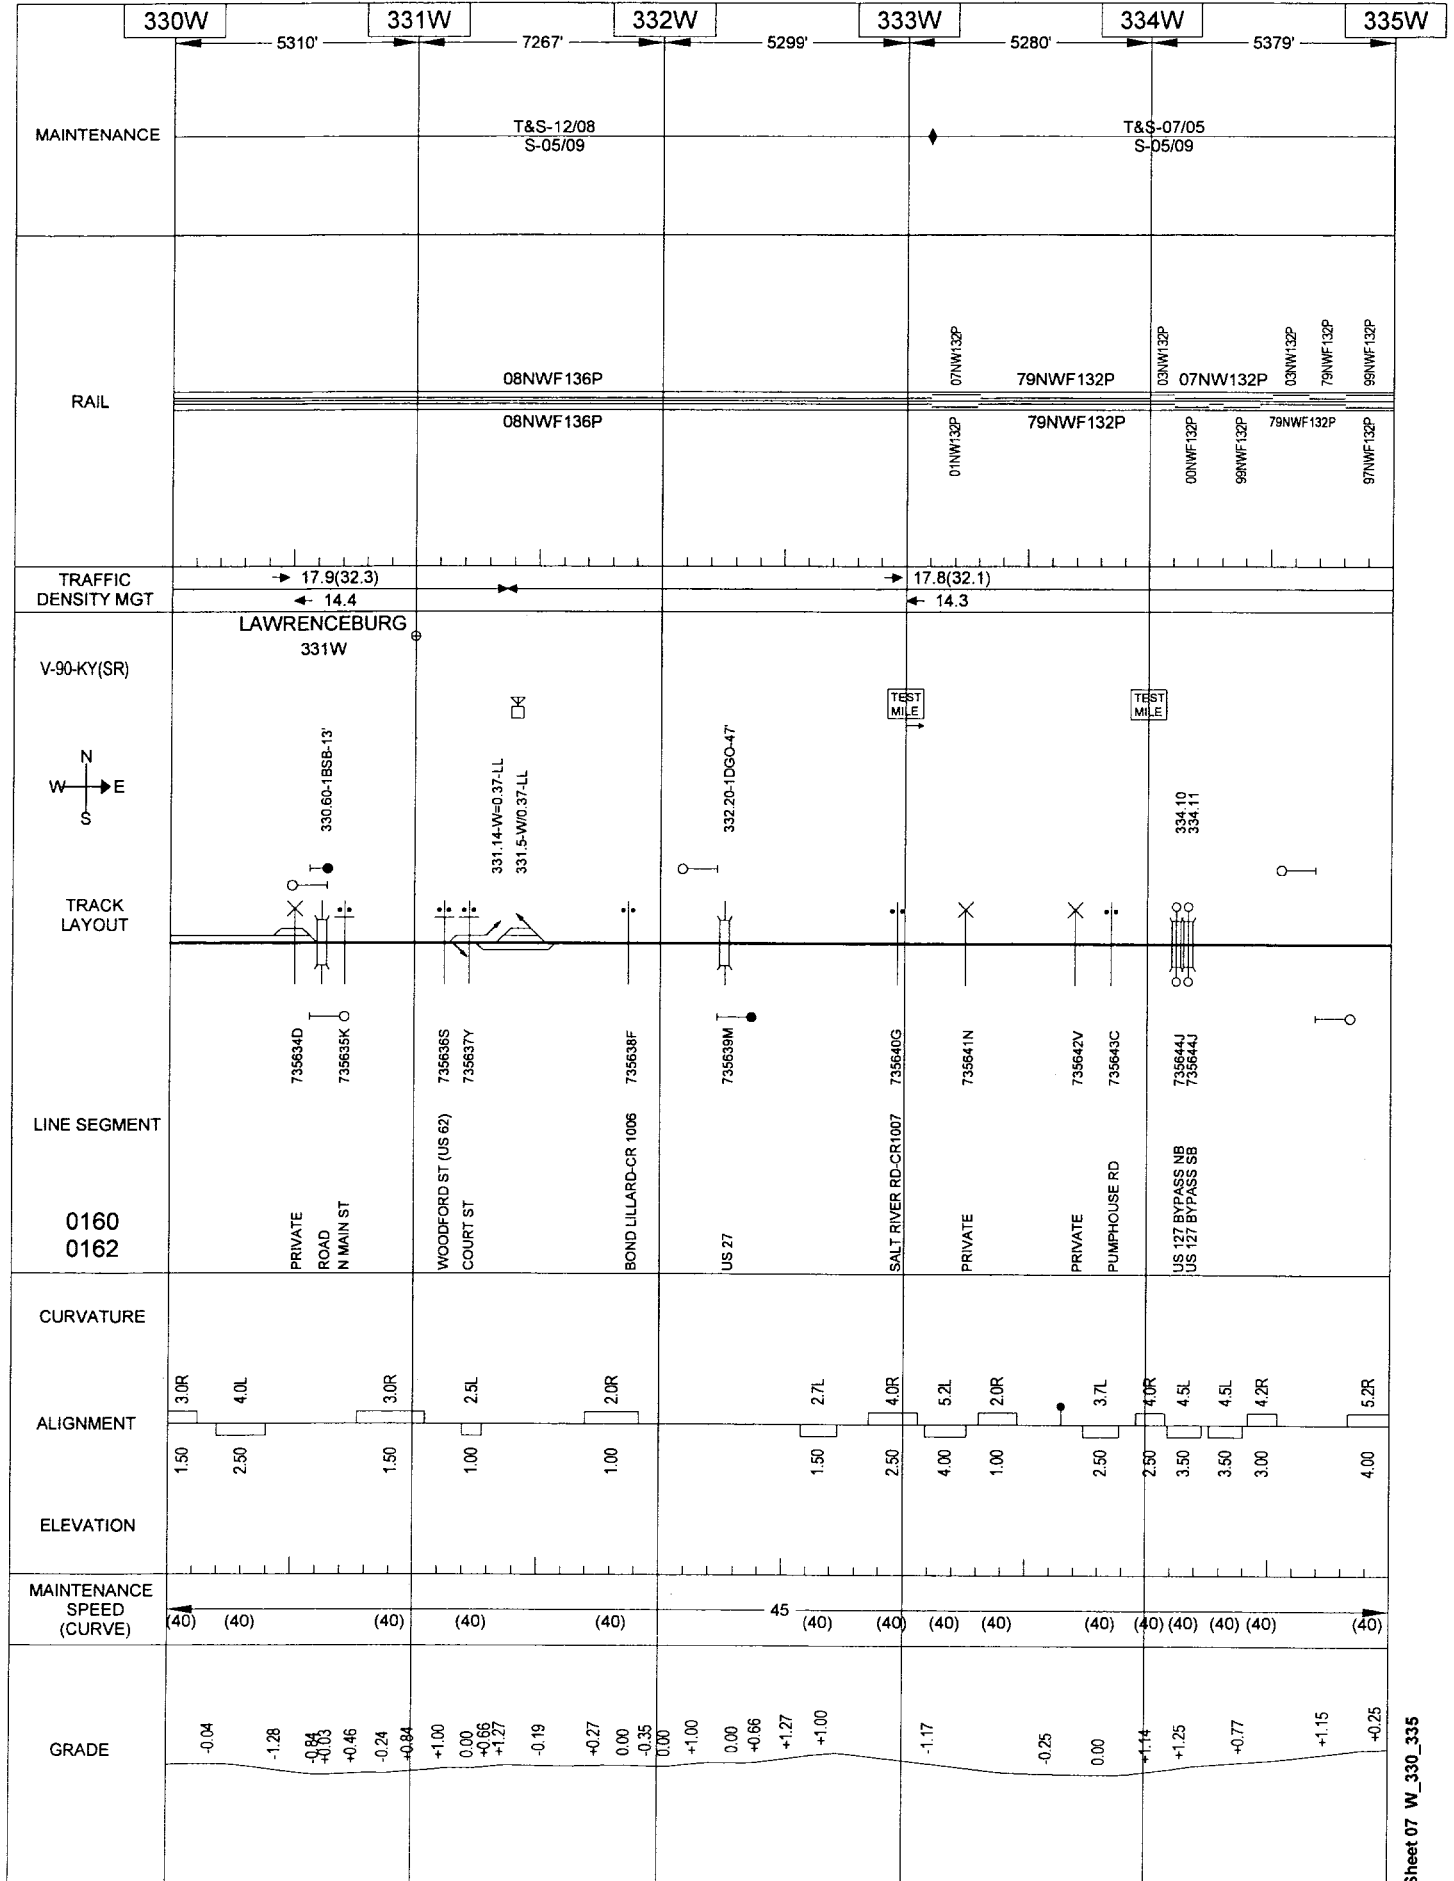 330W 331W 332W 333W 334W 335W
5310' 7267' 5299' 5280' 5379'
MAINTENANCE
T&S-12/08
S-05/09
T&S-07/05
S-05/09
RAIL
08NWF136P
08NWF136P
07NW132P
01NW132P
79NWF132P
79NWF132P
03NW132P
07NW132P
03NW132P
79NWF132P
99NWF132P
00NWF132P
99NWF132P
79NWF132P
97NWF132P
TRAFFIC
DENSITY MGT
17.9(32.3)
14.4
17.8(32.1)
14.3
LAWRENCEBURG
331W
V-90-KY(SR)
N
W E
S
TEST
MILE
TEST
MILE
330.60-1BSB-13'
331.14-W=0.37-LL
331.5-W/0.37-LL
332.20-1DGO-47'
334.10
334.11
TRACK
LAYOUT
735634D
735635K
735636S
735637Y
735638F
735639M
735640G
735641N
735642V
735643C
735644J
735644J
LINE SEGMENT
0160
0162
PRIVATE
ROAD
N MAIN ST
WOODFORD ST (US 62)
COURT ST
BOND LILLARD-CR 1006
US 27
SALT RIVER RD-CR1007
PRIVATE
PRIVATE
PUMPHOUSE RD
US 127 BYPASS NB
US 127 BYPASS SB
CURVATURE
3.0R 4.0L 3.0R 2.5L 2.0R 2.7L 4.0R 5.2L 2.0R 3.7L 4.0R 4.5L 4.5L 4.2R 5.2R
ALIGNMENT
1.50 2.50 1.50 1.00 1.00 1.50 2.50 4.00 1.00 2.50 2.50 3.50 3.50 3.00 4.00
ELEVATION
MAINTENANCE
SPEED
(CURVE)
45
(40) (40) (40) (40) (40) (40) (40) (40) (40) (40) (40) (40) (40) (40) (40)
GRADE
-0.04 -1.28 -0.84 +0.03 +0.46 -0.24 +0.84 +1.00 0.00 +0.66 +1.27 -0.19 +0.27 0.00 -0.35 0.00 +1.00 0.00 +0.66 +1.27 +1.00 -1.17 -0.25 0.00 +1.14 +1.25 +0.77 +1.15 +0.25
Sheet 07 W_330_335